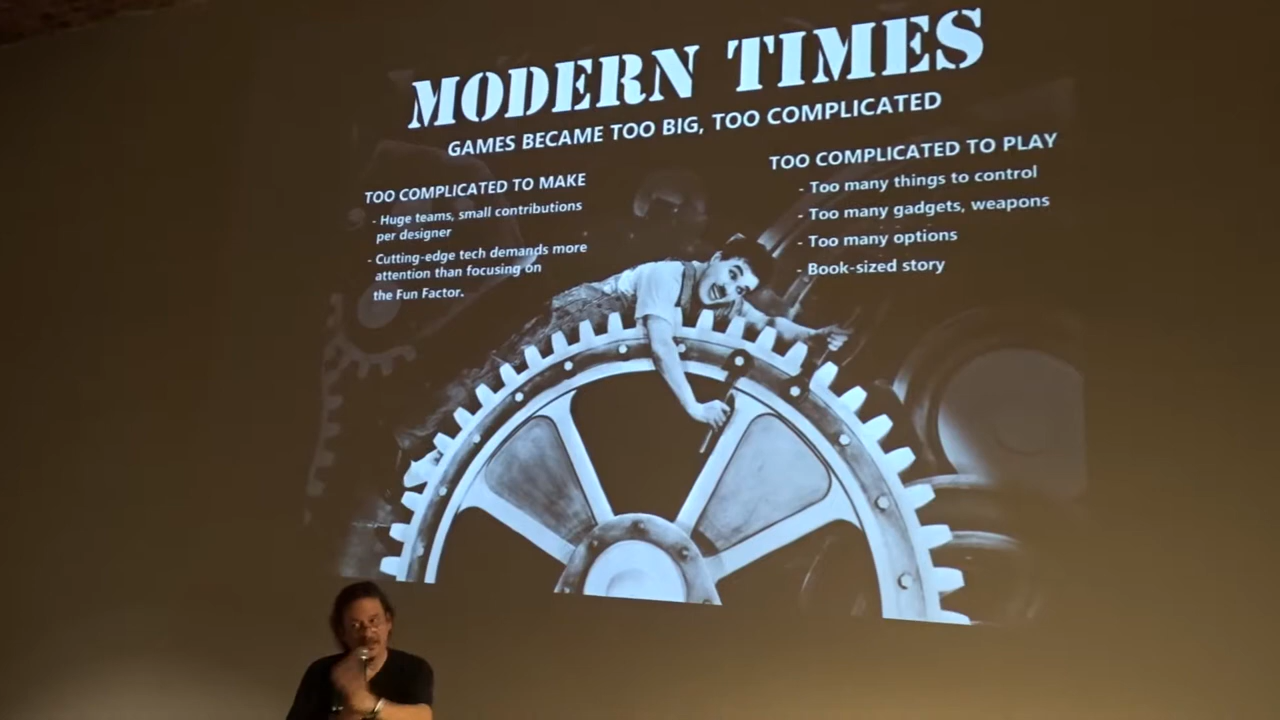 MODERN TIMES
GAMES BECAME TOO BIG, TOO COMPLICATED
TOO COMPLICATED TO MAKE
- Huge teams, small contributions
per designer
- Cutting-edge tech demands more
attention than focusing on
the Fun Factor.
TOO COMPLICATED TO PLAY
- Too many things to control
- Too many gadgets, weapons
- Too many options
- Book-sized story